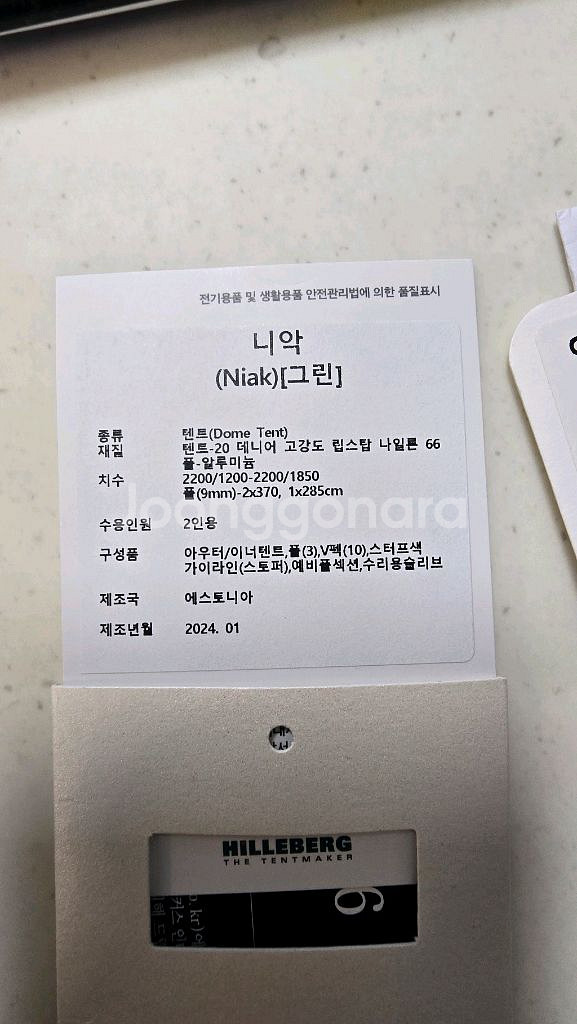 전기용품 및 생활용품 안전관리법에 의한 품질표시
니악
(Niak)[그린]
종류 텐트(Dome Tent)
재질 텐트-20 데니어 고강도 립스탑 나일론 66
폴-알루미늄
치수 2200/1200-2200/1850
폴(9mm)-2x370, 1x285cm
수용인원 2인용
구성품 아우터/이너텐트,폴(3),V펙(10),스터프색
가이라인(스토퍼),예비폴섹션,수리용슬리브
제조국 에스토니아
제조년월 2024. 01
joonggonara
HILLEBERG
THE TENTMAKER
6